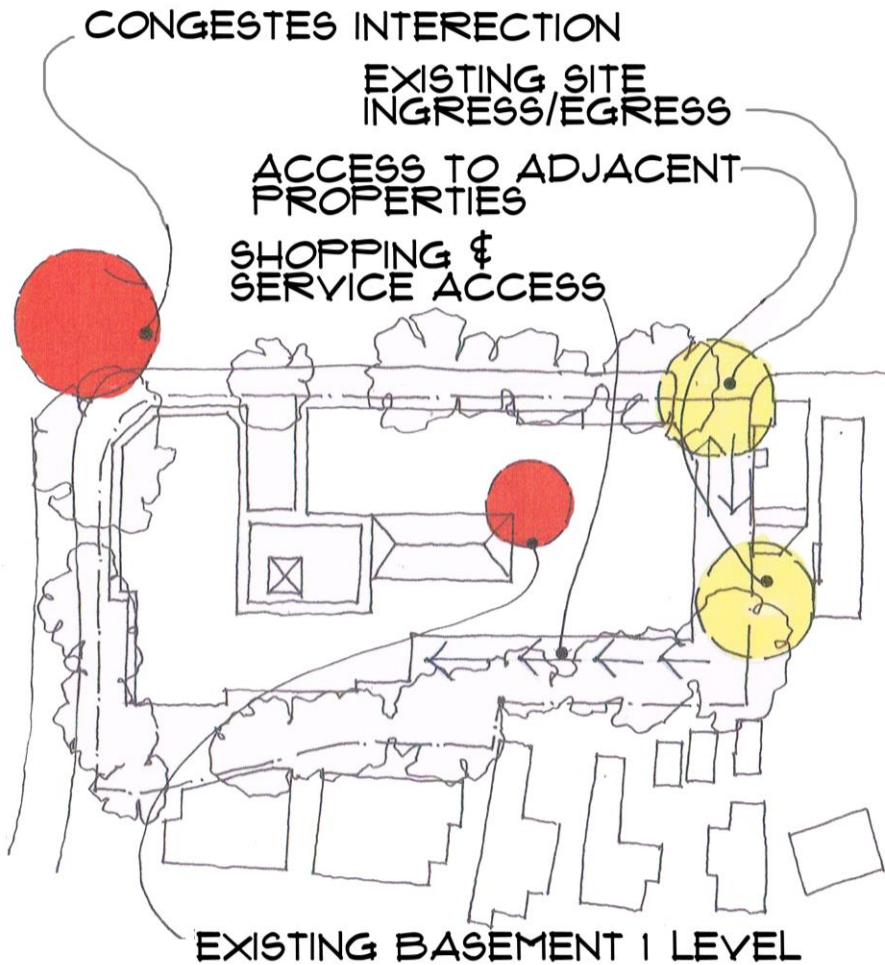 CONGESTES INTERECTION
EXISTING SITE
INGRESS/EGRESS
ACCESS TO ADJACENT
PROPERTIES
SHOPPING &
SERVICE ACCESS
EXISTING BASEMENT 1 LEVEL